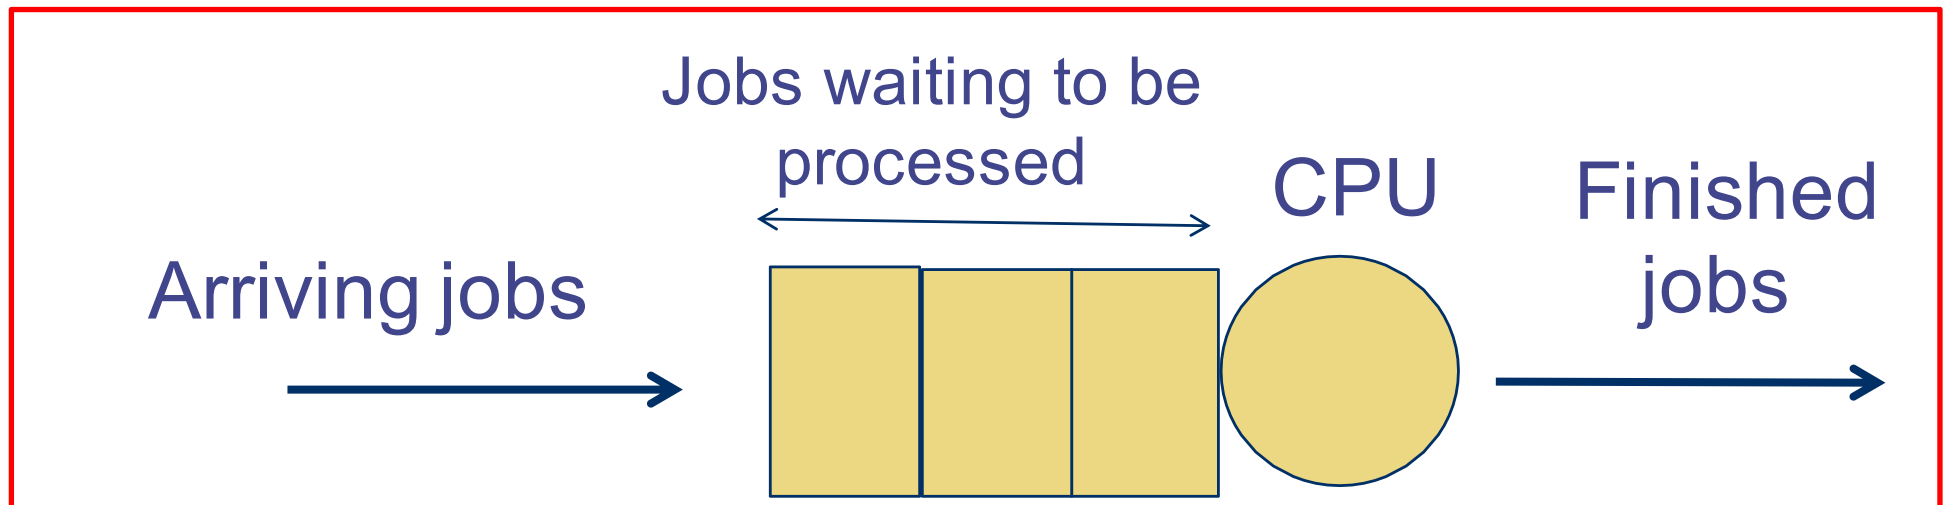 Jobs waiting to be
processed
CPU
Finished
jobs
Arriving jobs